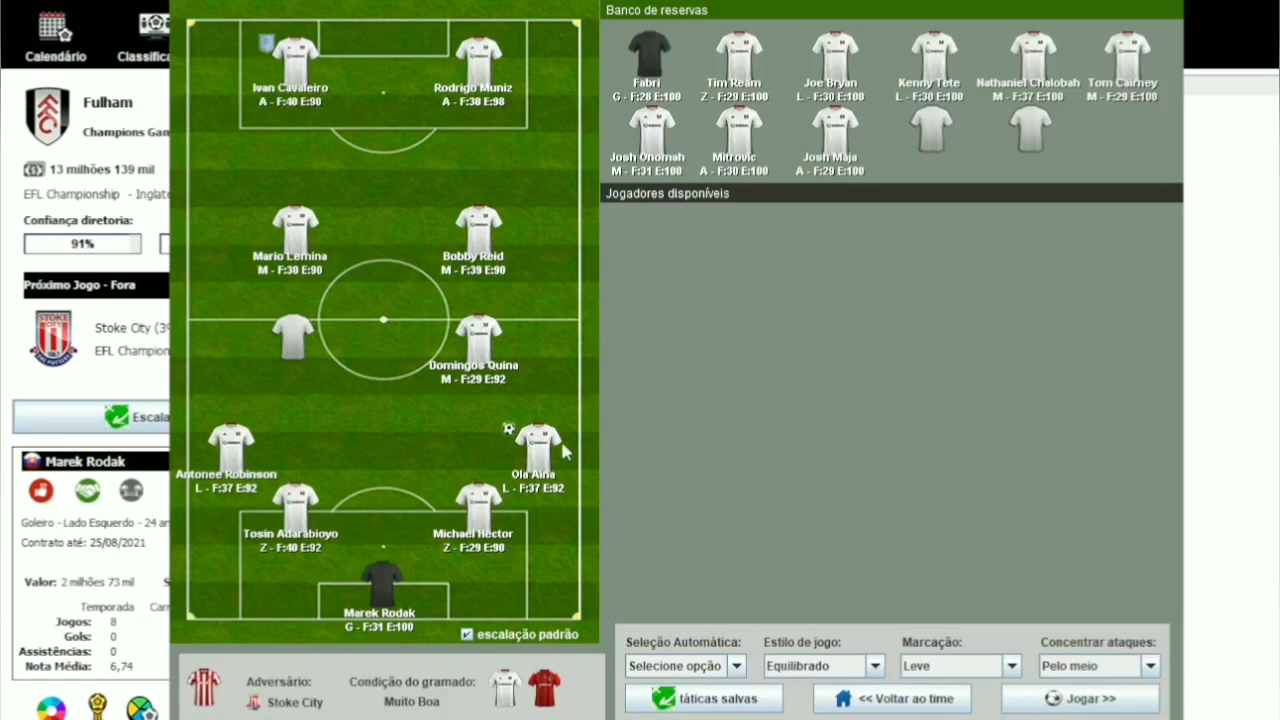 Calendário
Classifica
Fulham
Champions Gam
13 milhões 139 mil
EFL Championship - Inglate
Confiança diretoria:
91%
Próximo Jogo - Fora
STOKE
CITY
Stoke City (3º
EFL Champion
Escala
Marek Rodak
Goleiro - Lado Esquerdo - 24 an
Contrato até: 25/08/2021
Valor: 2 milhões 73 mil S
Temporada Carr
Jogos: 8
Gols: 0
Assistências: 0
Nota Média: 6,74
Ivan Cavaleiro
A - F:40 E:90
Rodrigo Muniz
A - F:30 E:98
Mario Lemina
M - F:30 E:90
Bobby Reid
M - F:39 E:90
Domingos Quina
M - F:29 E:92
Antonee Robinson
L - F:37 E:92
Ola Aina
L - F:37 E:92
Tosin Adarabioyo
Z - F:40 E:92
Michael Hector
Z - F:29 E:90
Marek Rodak
G - F:31 E:100
escalação padrão
Adversário:
Stoke City
Condição do gramado:
Muito Boa
Banco de reservas
Fabri
G - F:28 E:100
Tim Ream
Z - F:29 E:100
Joe Bryan
L - F:30 E:100
Kenny Tete
L - F:30 E:100
Nathaniel Chalobah
M - F:37 E:100
Tom Cairney
M - F:29 E:100
Josh Onomah
M - F:31 E:100
Mitrovic
A - F:30 E:100
Josh Maja
A - F:29 E:100
Jogadores disponíveis
Seleção Automática:
Selecione opção
Estilo de jogo:
Equilibrado
Marcação:
Leve
Concentrar ataques:
Pelo meio
táticas salvas
<< Voltar ao time
Jogar >>